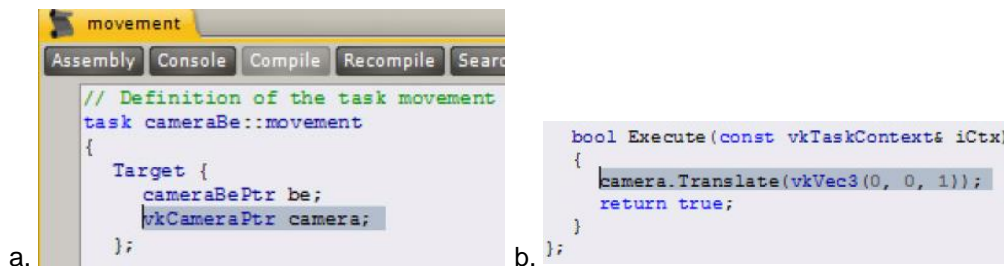 movement
Assembly Console Compile Recompile Searc
// Definition of the task movement
task cameraBe::movement
{
Target {
cameraBePtr be;
vkCameraPtr camera;
};
a.
bool Execute(const vkTaskContext& iCtx)
{
camera.Translate(vkVec3(0, 0, 1));
return true;
}
};
b.